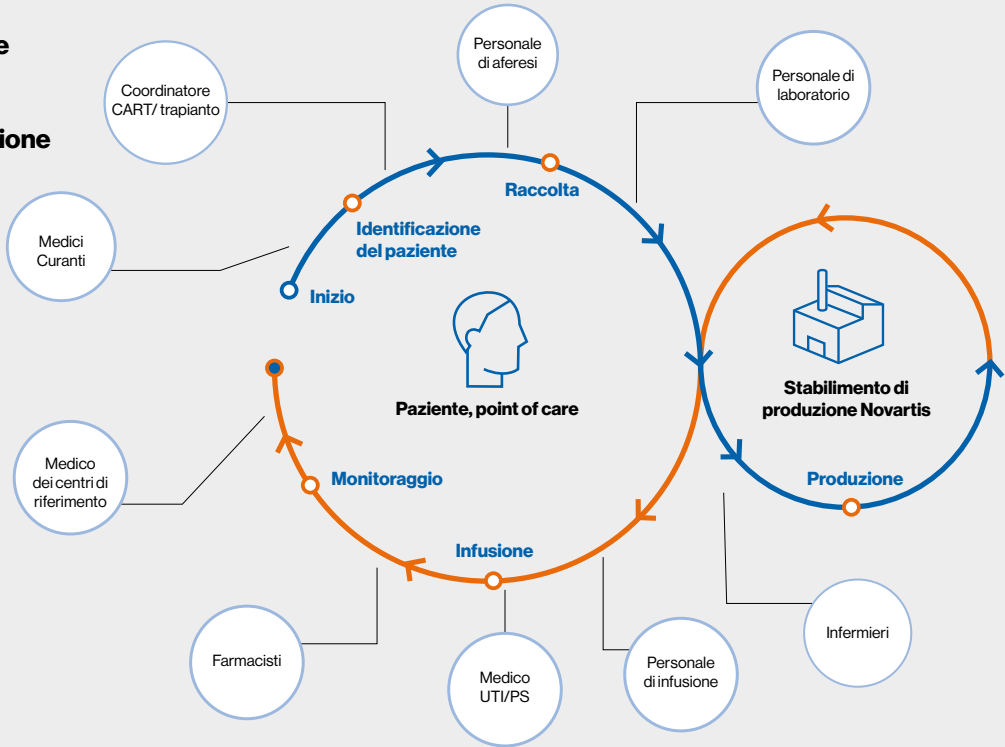 e
ione
Personale
di aferesi
Coordinatore
CART/ trapianto
Personale di
laboratorio
Raccolta
Identificazione
del paziente
Medici
Curanti
Inizio
Paziente, point of care
Stabilimento di
produzione Novartis
Medico
dei centri di
riferimento
Monitoraggio
Produzione
Infusione
Farmacisti
Medico
UTI/PS
Personale
di infusione
Infermieri